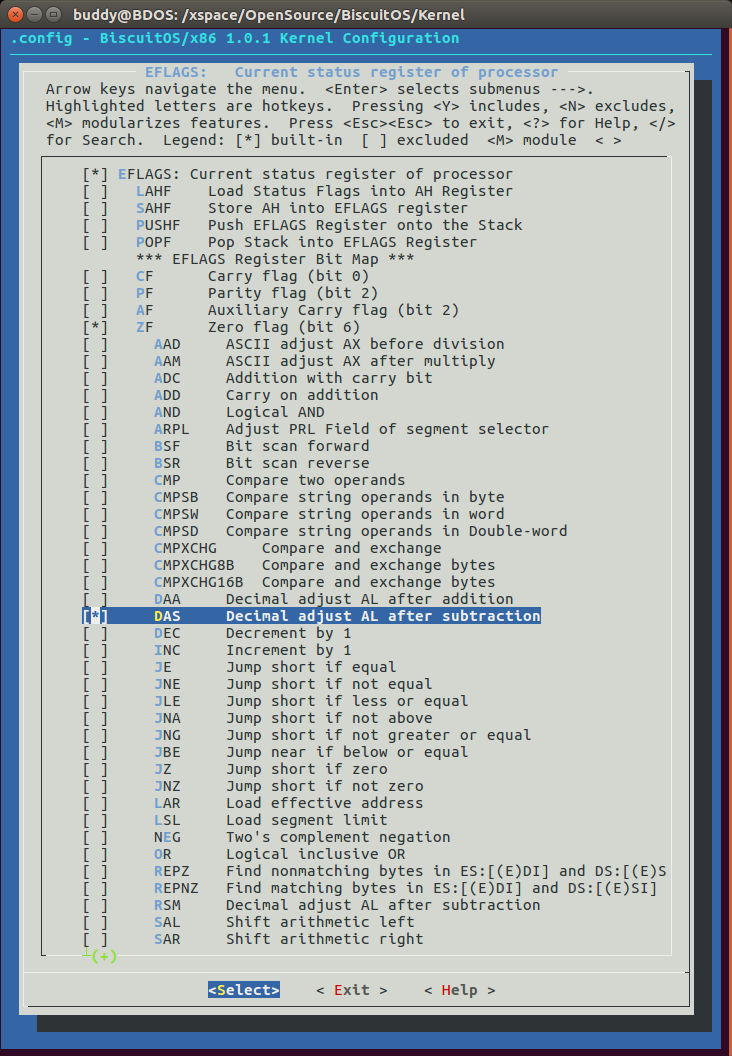 buddy@BDOS: /xspace/OpenSource/BiscuitOS/Kernel
.config - BiscuitOS/x86 1.0.1 Kernel Configuration
EFLAGS:   Current status register of processor
Arrow keys navigate the menu.  <Enter> selects submenus --->.
Highlighted letters are hotkeys.  Pressing <Y> includes, <N> excludes,
<M> modularizes features.  Press <Esc><Esc> to exit, <?> for Help, </>
for Search.  Legend: [*] built-in  [ ] excluded  <M> module  < >
[*] EFLAGS: Current status register of processor
[ ]   LAHF    Load Status Flags into AH Register
[ ]   SAHF    Store AH into EFLAGS register
[ ]   PUSHF   Push EFLAGS Register onto the Stack
[ ]   POPF    Pop Stack into EFLAGS Register
*** EFLAGS Register Bit Map ***
[ ]   CF      Carry flag (bit 0)
[ ]   PF      Parity flag (bit 2)
[ ]   AF      Auxiliary Carry flag (bit 2)
[*]   ZF      Zero flag (bit 6)
[ ]     AAD     ASCII adjust AX before division
[ ]     AAM     ASCII adjust AX after multiply
[ ]     ADC     Addition with carry bit
[ ]     ADD     Carry on addition
[ ]     AND     Logical AND
[ ]     ARPL    Adjust PRL Field of segment selector
[ ]     BSF     Bit scan forward
[ ]     BSR     Bit scan reverse
[ ]     CMP     Compare two operands
[ ]     CMPSB   Compare string operands in byte
[ ]     CMPSW   Compare string operands in word
[ ]     CMPSD   Compare string operands in Double-word
[ ]     CMPXCHG     Compare and exchange
[ ]     CMPXCHG8B   Compare and exchange bytes
[ ]     CMPXCHG16B  Compare and exchange bytes
[ ]     DAA     Decimal adjust AL after addition
[*]     DAS     Decimal adjust AL after subtraction
[ ]     DEC     Decrement by 1
[ ]     INC     Increment by 1
[ ]     JE      Jump short if equal
[ ]     JNE     Jump short if not equal
[ ]     JLE     Jump short if less or equal
[ ]     JNA     Jump short if not above
[ ]     JNG     Jump short if not greater or equal
[ ]     JBE     Jump near if below or equal
[ ]     JZ      Jump short if zero
[ ]     JNZ     Jump short if not zero
[ ]     LAR     Load effective address
[ ]     LSL     Load segment limit
[ ]     NEG     Two's complement negation
[ ]     OR      Logical inclusive OR
[ ]     REPZ    Find nonmatching bytes in ES:[(E)DI] and DS:[(E)S
[ ]     REPNZ   Find matching bytes in ES:[(E)DI] and DS:[(E)SI]
[ ]     RSM     Decimal adjust AL after subtraction
[ ]     SAL     Shift arithmetic left
[ ]     SAR     Shift arithmetic right
(+)
<Select>    < Exit >    < Help >